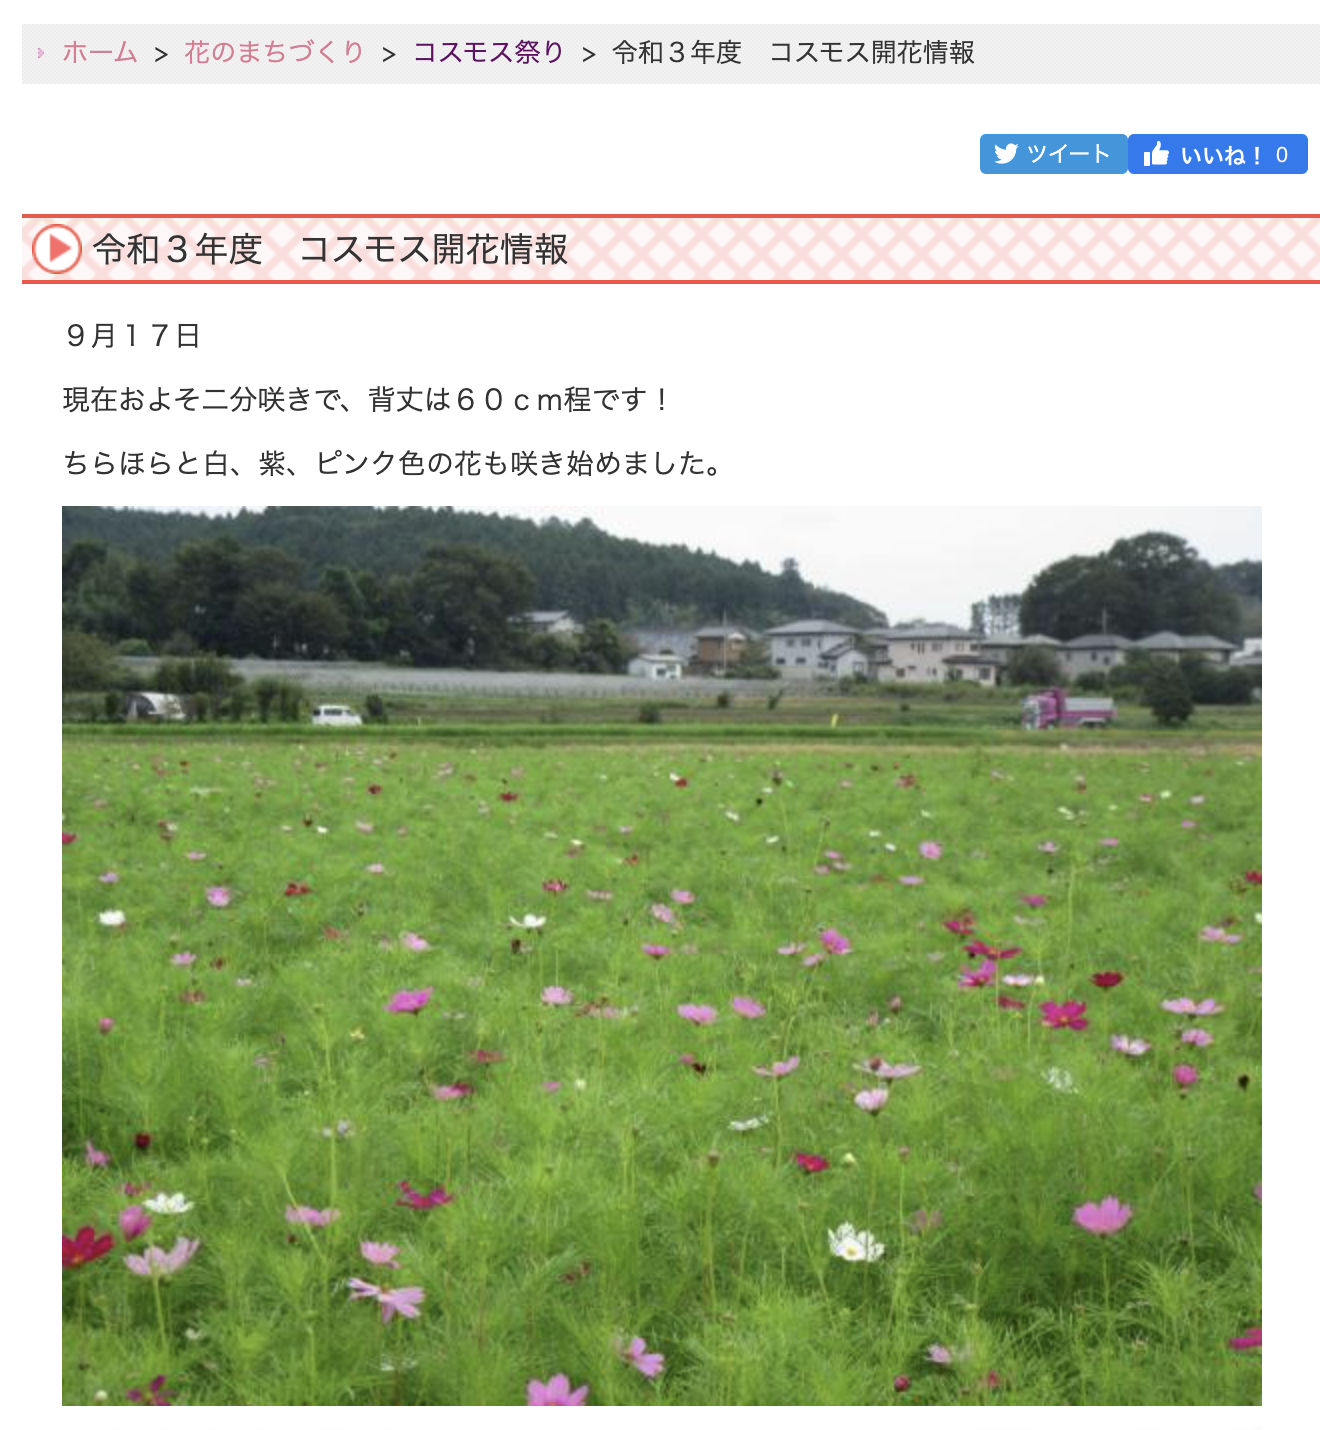 ホーム > 花のまちづくり > コスモス祭り > 令和３年度　コスモス開花情報
ツイート いいね！ 0
令和３年度　コスモス開花情報
９月１７日
現在およそ二分咲きで、背丈は６０ｃｍ程です！
ちらほらと白、紫、ピンク色の花も咲き始めました。